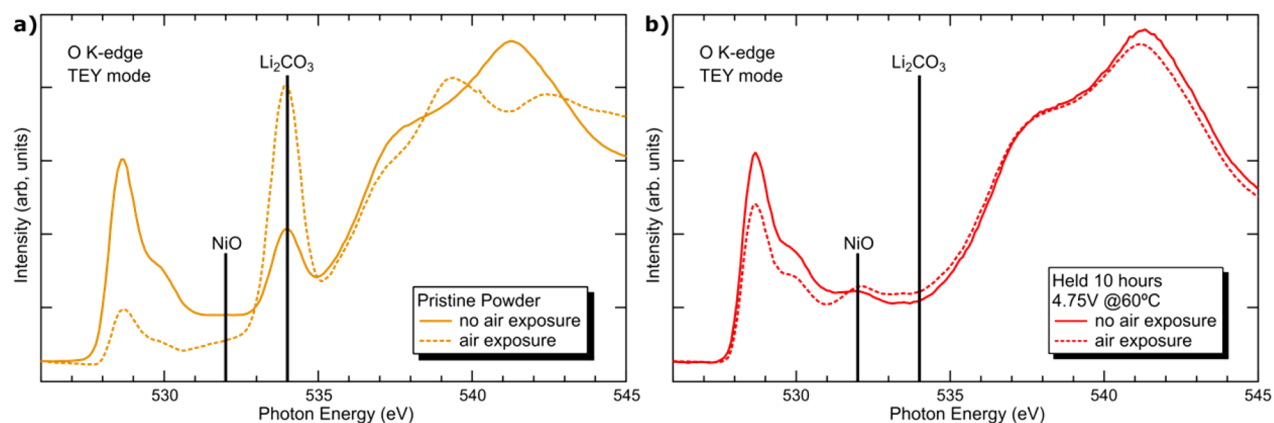 a)
O K-edge
TEY mode
Li₂CO₃
NiO
Pristine Powder
no air exposure
air exposure
Intensity (arb, units)
530
535
540
545
Photon Energy (eV)
b)
O K-edge
TEY mode
Li₂CO₃
NiO
Held 10 hours
4.75V @60ºC
no air exposure
air exposure
Intensity (arb. units)
530
535
540
545
Photon Energy (eV)